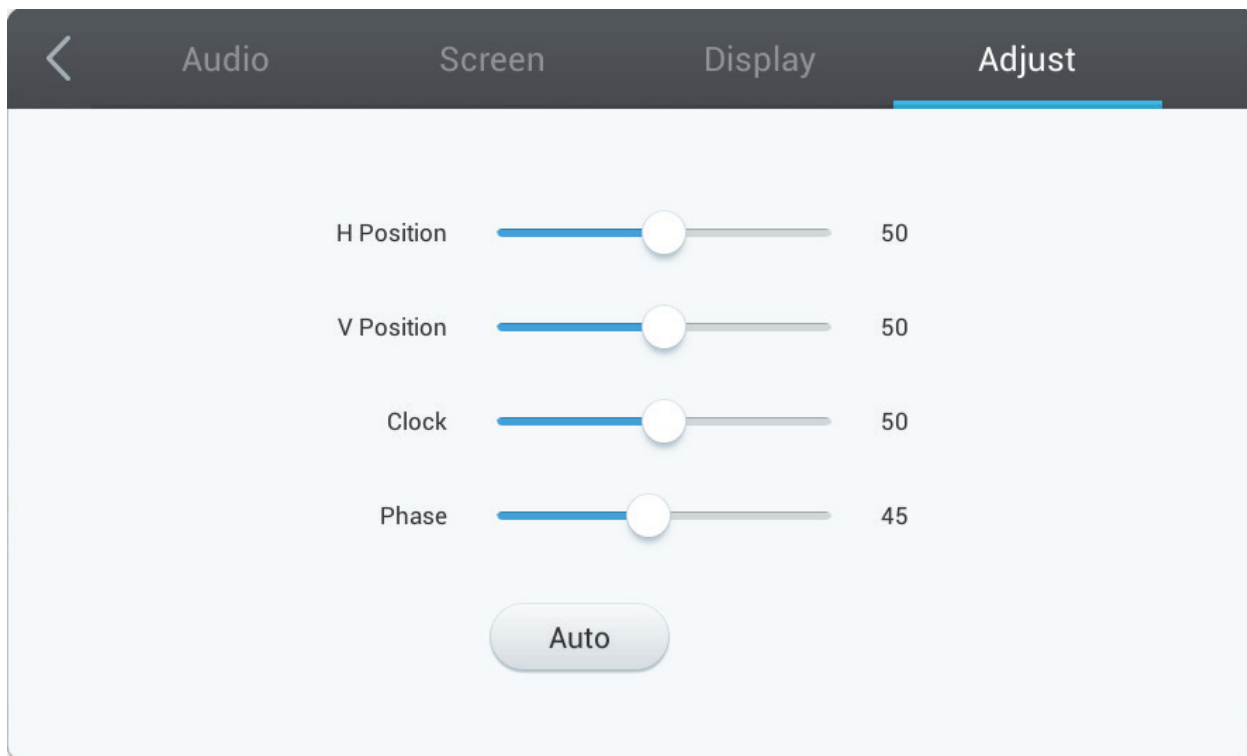 Audio Screen Display Adjust
H Position 50
V Position 50
Clock 50
Phase 45
Auto